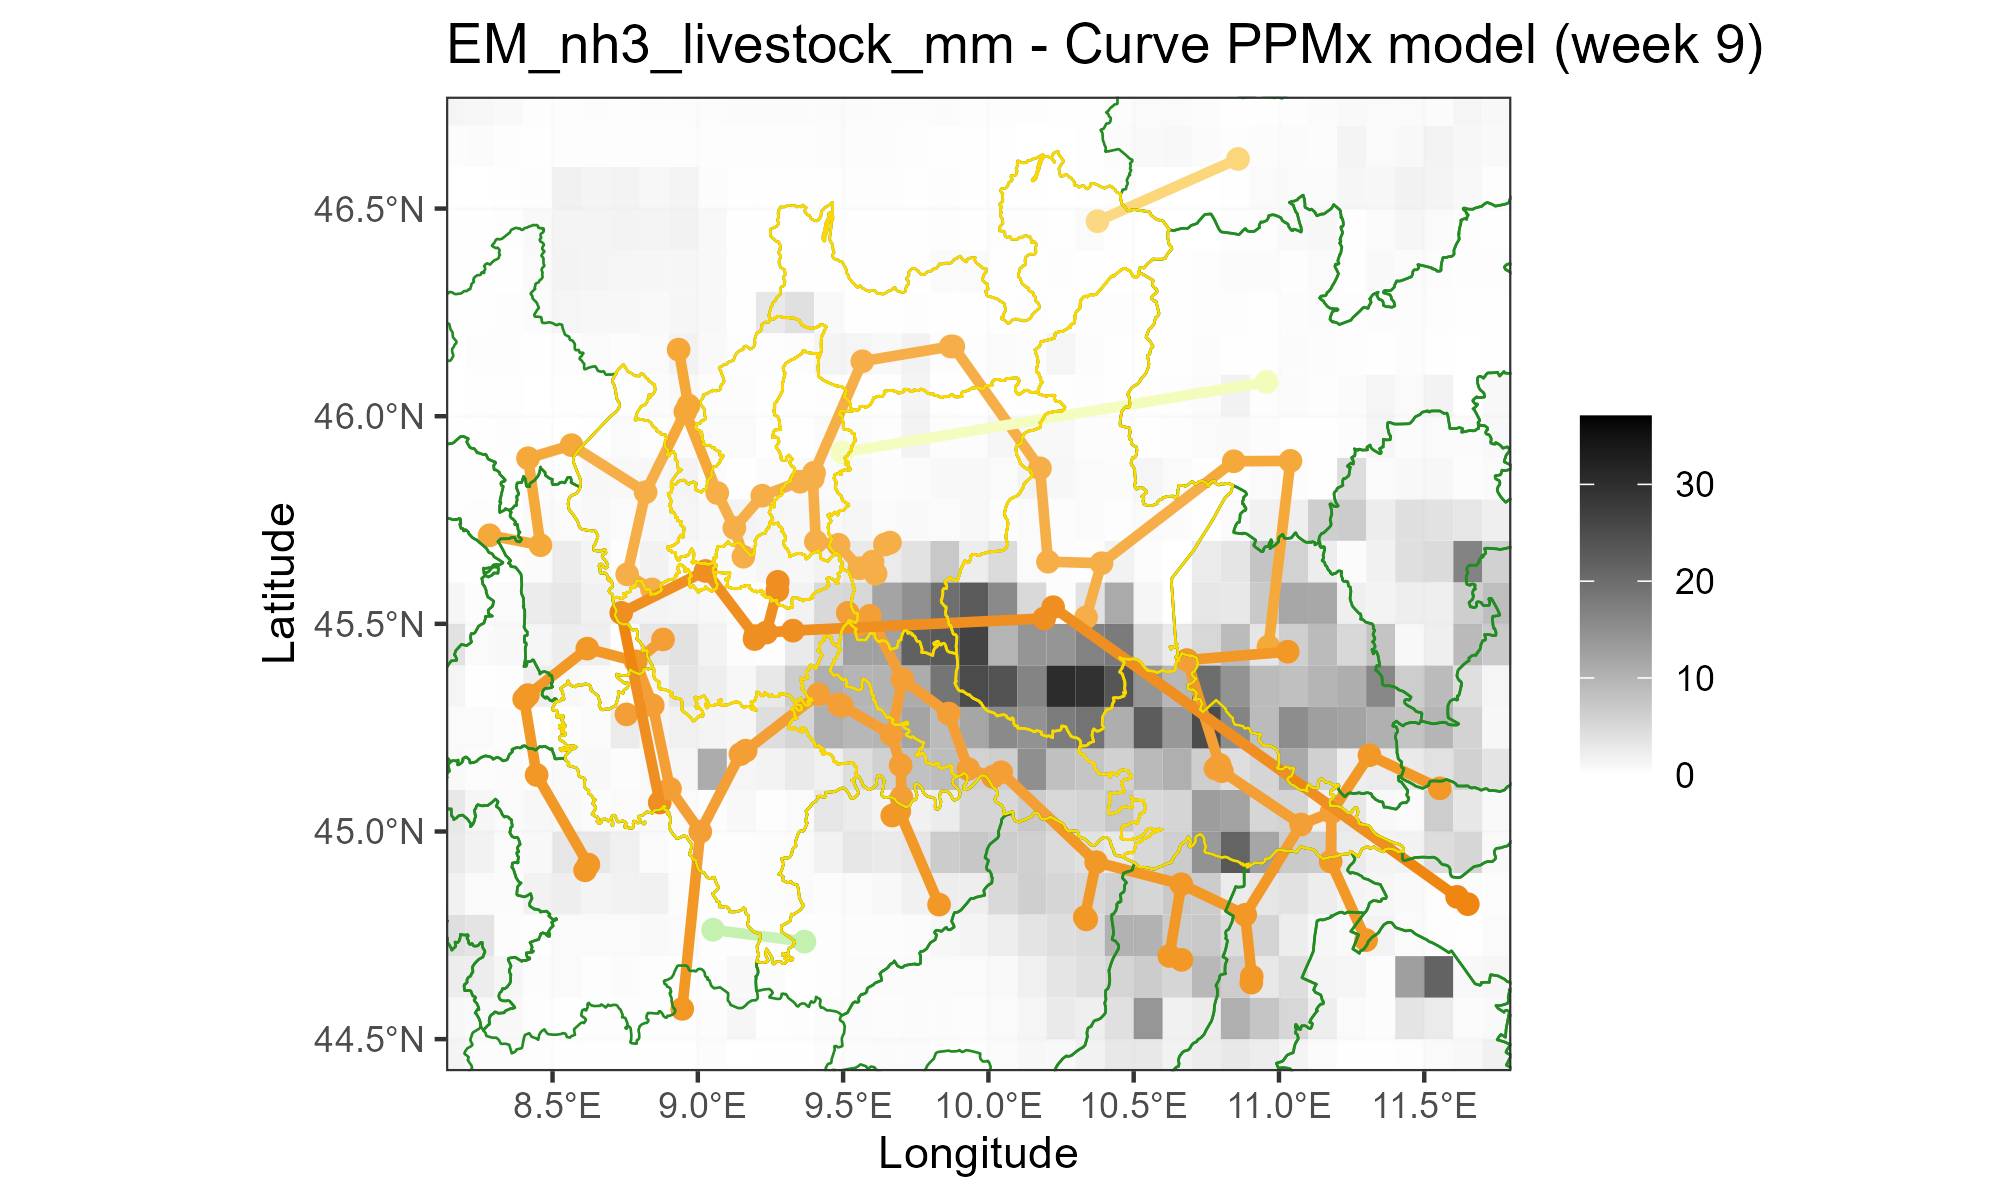 EM_nh3_livestock_mm - Curve PPMx model (week 9)
46.5°N
46.0°N
45.5°N
45.0°N
44.5°N
Latitude
8.5°E 9.0°E 9.5°E 10.0°E 10.5°E 11.0°E 11.5°E
Longitude
30
20
10
0